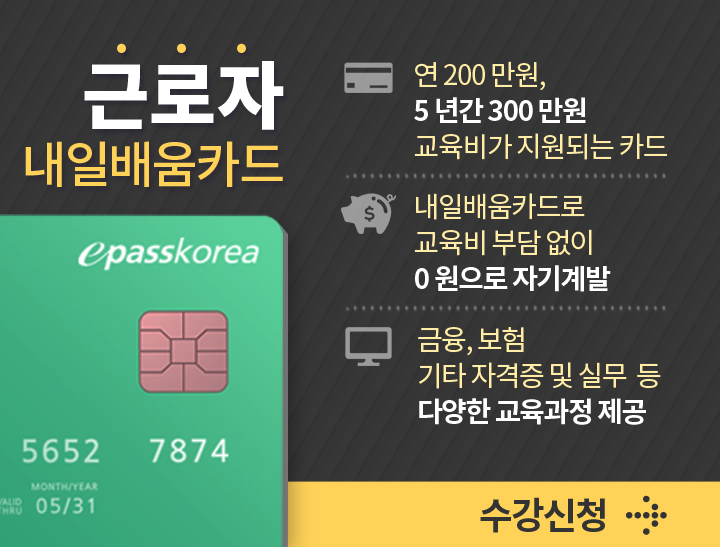 근로자
내일배움카드
epasskorea
5652 7874
MONTH/YEAR
VALID
THRU 05/31
연 200 만원,
5 년간 300 만원
교육비가 지원되는 카드
$
내일배움카드로
교육비 부담 없이
0 원으로 자기계발
금융, 보험
기타 자격증 및 실무 등
다양한 교육과정 제공
수강신청